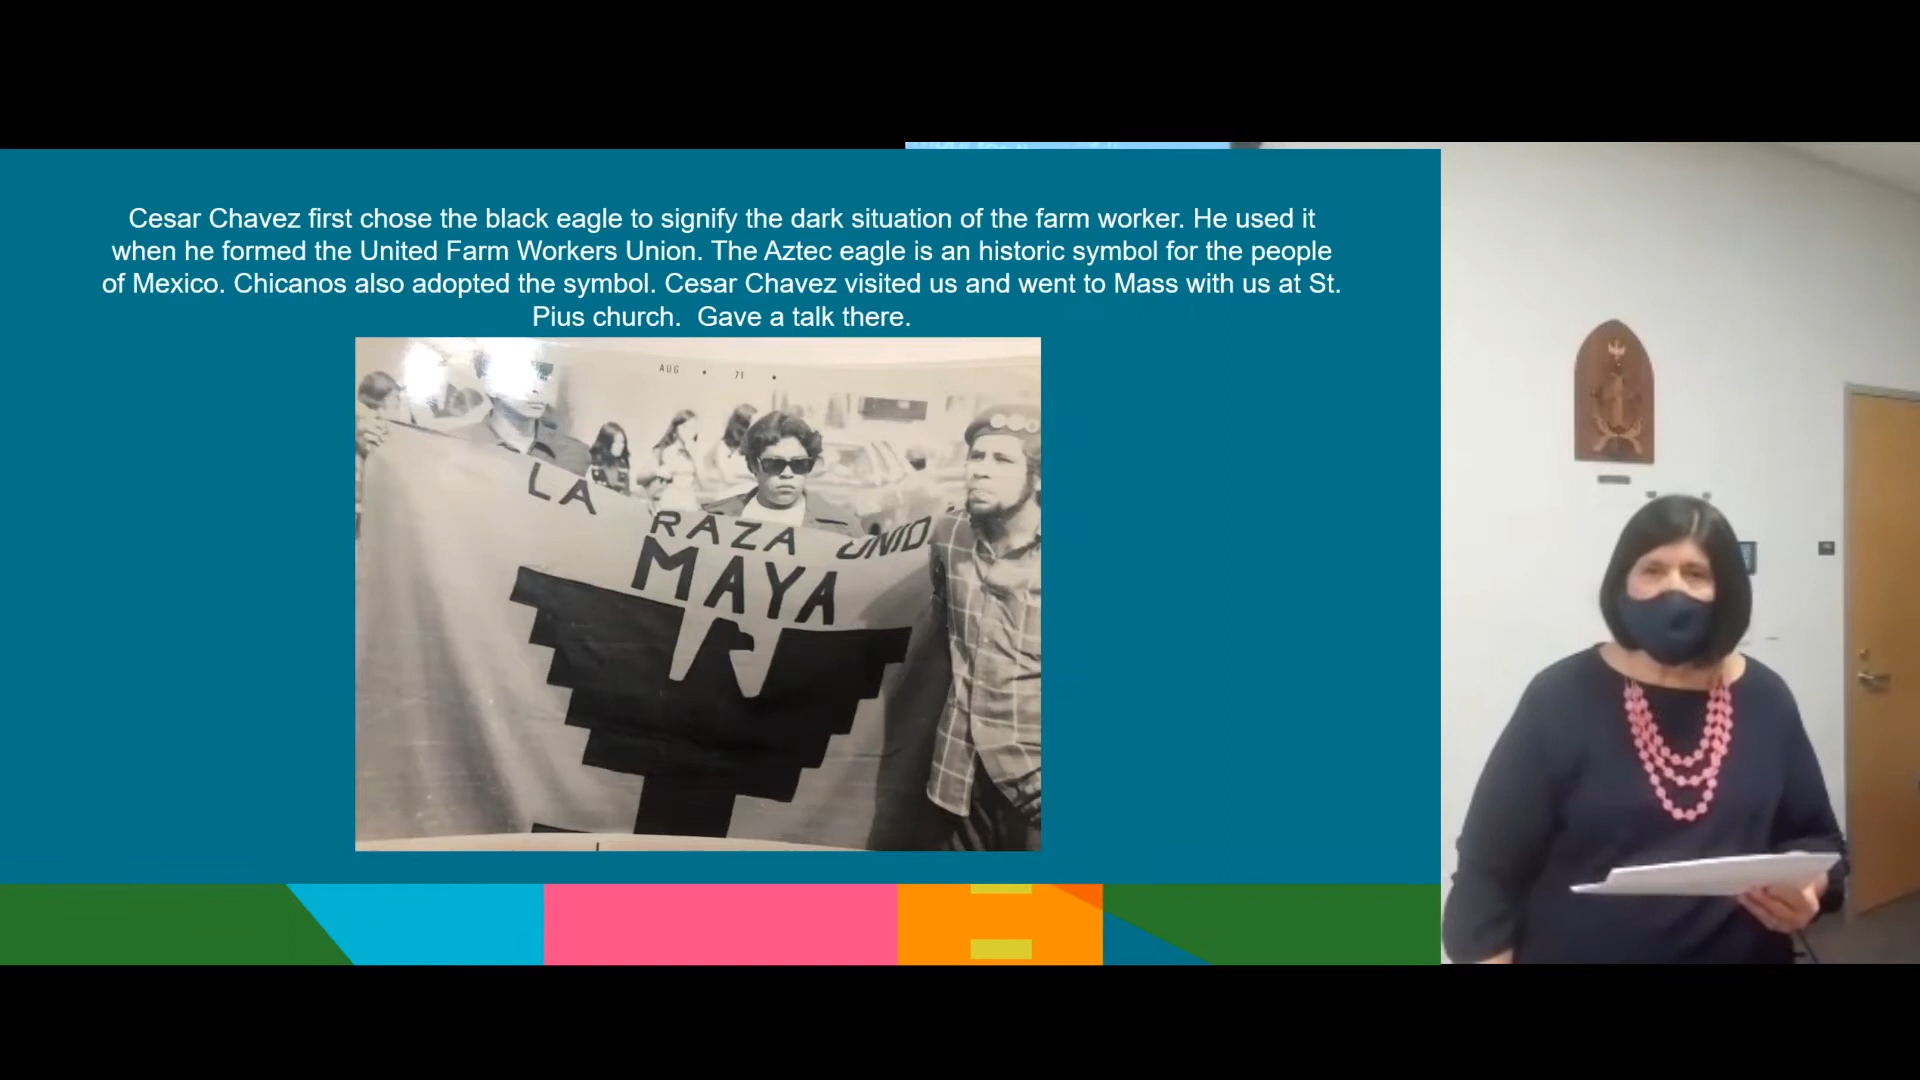 Cesar Chavez first chose the black eagle to signify the dark situation of the farm worker. He used it
when he formed the United Farm Workers Union. The Aztec eagle is an historic symbol for the people
of Mexico. Chicanos also adopted the symbol. Cesar Chavez visited us and went to Mass with us at St.
Pius church.  Gave a talk there.
AUG • 71 •
LA RAZA UNID
MAYA